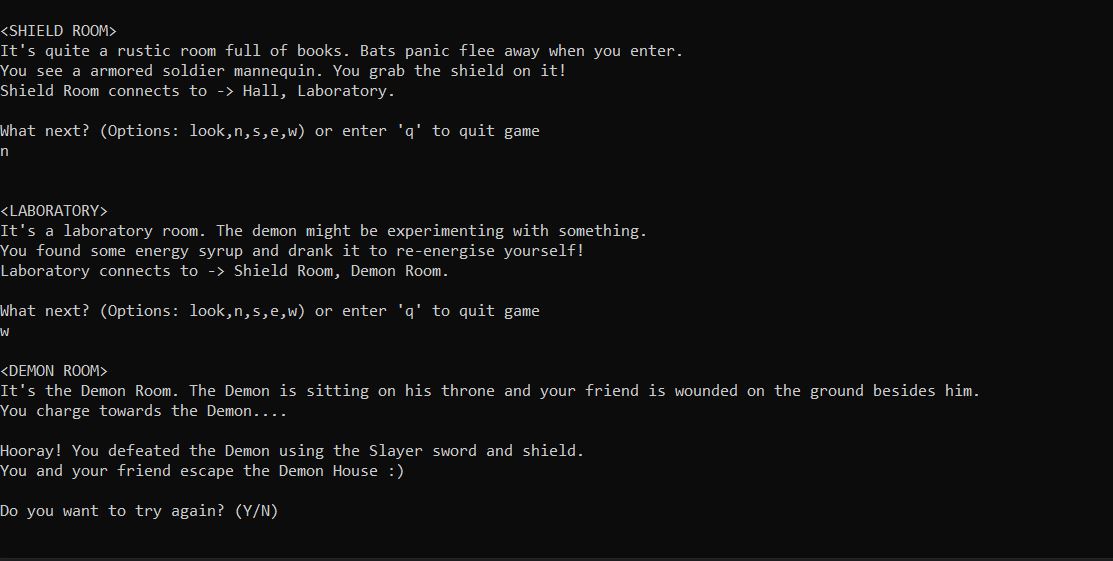 <SHIELD ROOM>
It's quite a rustic room full of books. Bats panic flee away when you enter.
You see a armored soldier mannequin. You grab the shield on it!
Shield Room connects to -> Hall, Laboratory.
What next? (Options: look,n,s,e,w) or enter 'q' to quit game
n
<LABORATORY>
It's a laboratory room. The demon might be experimenting with something.
You found some energy syrup and drank it to re-energise yourself!
Laboratory connects to -> Shield Room, Demon Room.
What next? (Options: look,n,s,e,w) or enter 'q' to quit game
w
<DEMON ROOM>
It's the Demon Room. The Demon is sitting on his throne and your friend is wounded on the ground besides him.
You charge towards the Demon....
Hooray! You defeated the Demon using the Slayer sword and shield.
You and your friend escape the Demon House :)
Do you want to try again? (Y/N)